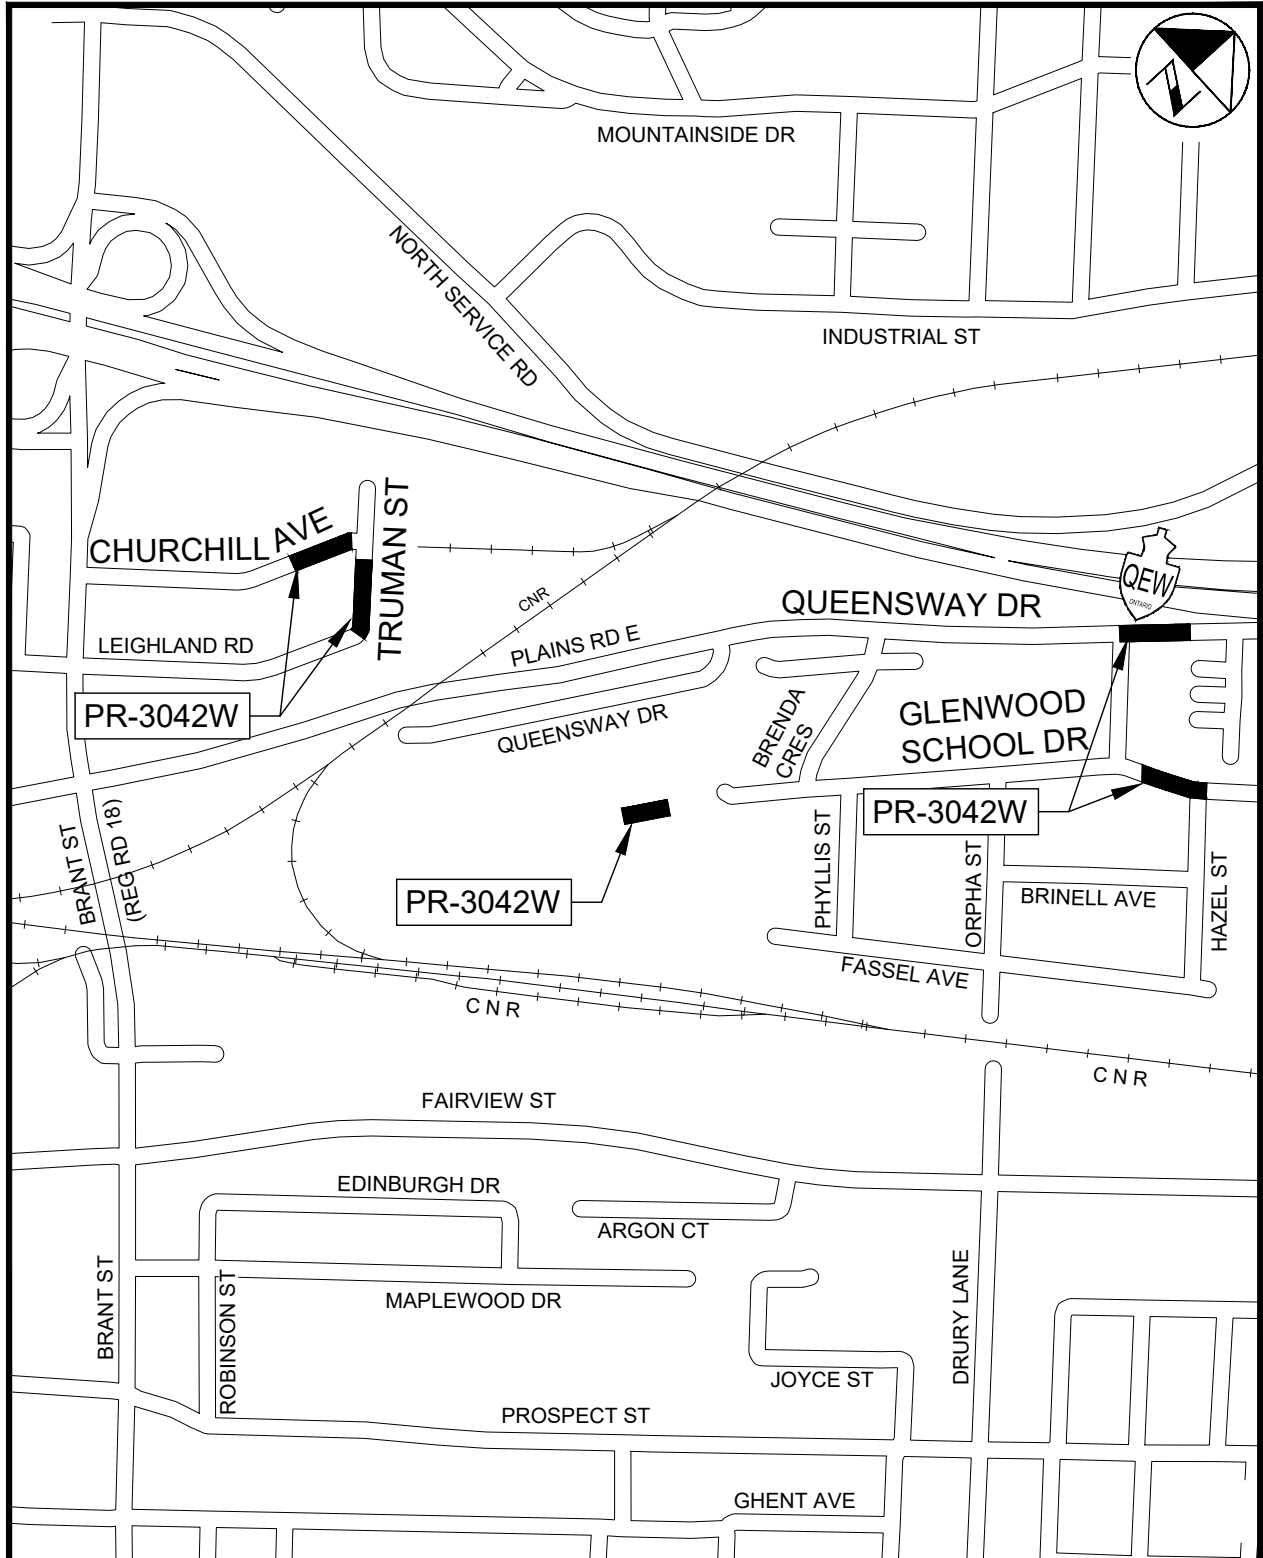 MOUNTAINSIDE DR
NORTH SERVICE RD
INDUSTRIAL ST
CHURCHILL AVE
TRUMAN ST
LEIGHLAND RD
PR-3042W
CNR
PLAINS RD E
QUEENSWAY DR
QUEENSWAY DR
QEW
ONTARIO
BRENDA
CRES
GLENWOOD
SCHOOL DR
PR-3042W
PR-3042W
BRANT ST
(REG RD 18)
PHYLLIS ST
ORPHA ST
BRINELL AVE
HAZEL ST
FASSEL AVE
C N R
C N R
FAIRVIEW ST
EDINBURGH DR
ARGON CT
MAPLEWOOD DR
BRANT ST
ROBINSON ST
DRURY LANE
JOYCE ST
PROSPECT ST
GHENT AVE
N